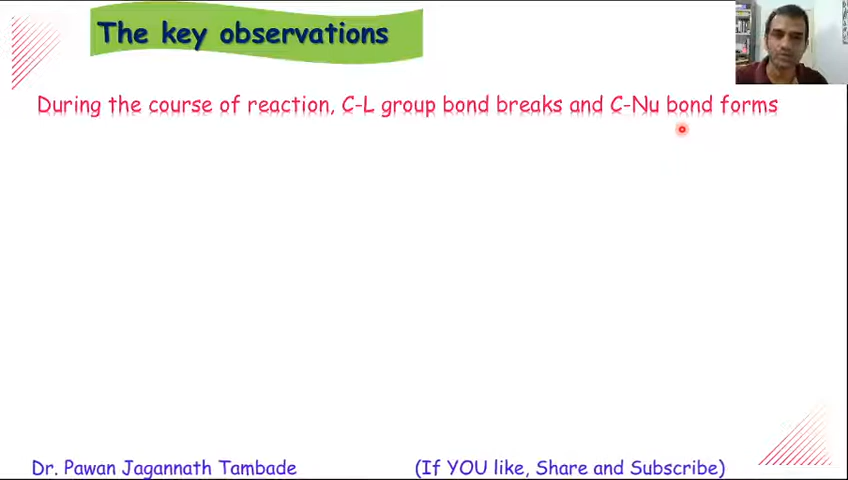 The key observations
During the course of reaction, C-L group bond breaks and C-Nu bond forms
Dr. Pawan Jagannath Tambade (If YOU like, Share and Subscribe)